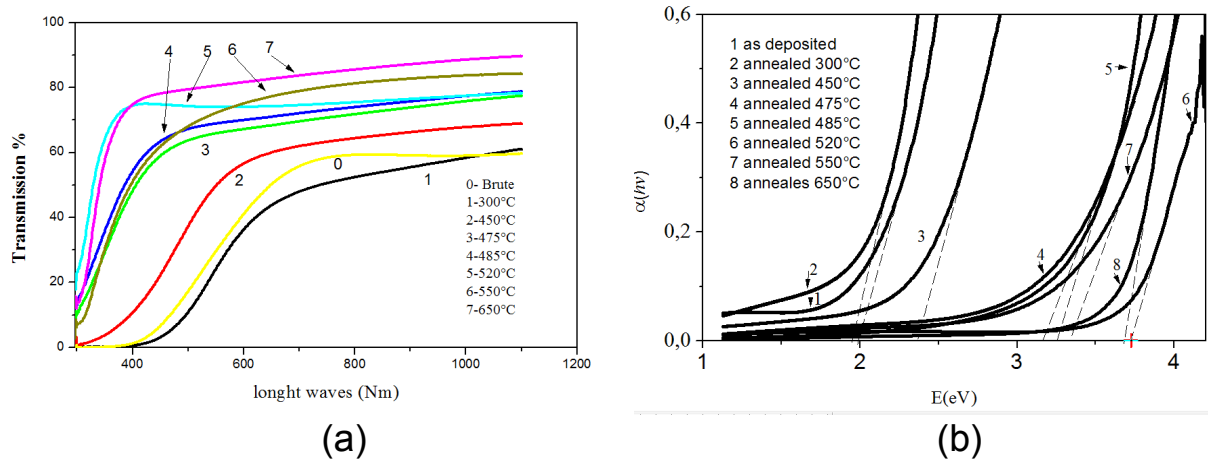 100
80
60
40
20
0
400
600
800
1000
1200
Transmission %
longht waves (Nm)
4
5
6
7
3
2
0
1
0- Brute
1-300°C
2-450°C
3-475°C
4-485°C
5-520°C
6-550°C
7-650°C
(a)
0,6
0,4
0,2
0,0
1
2
3
4
α(hν)
E(eV)
1 as deposited
2 annealed 300°C
3 annealed 450°C
4 annealed 475°C
5 annealed 485°C
6 annealed 520°C
7 annealed 550°C
8 anneales 650°C
2
1
3
4
5
7
8
6
(b)